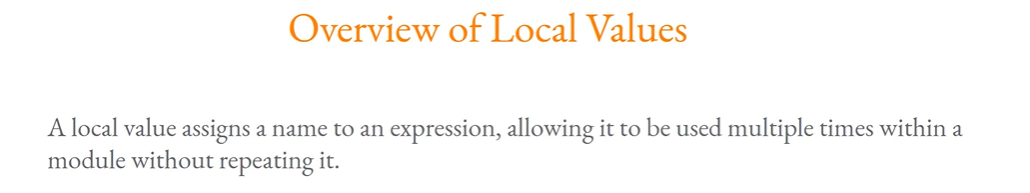 Overview of Local Values
A local value assigns a name to an expression, allowing it to be used multiple times within a
module without repeating it.